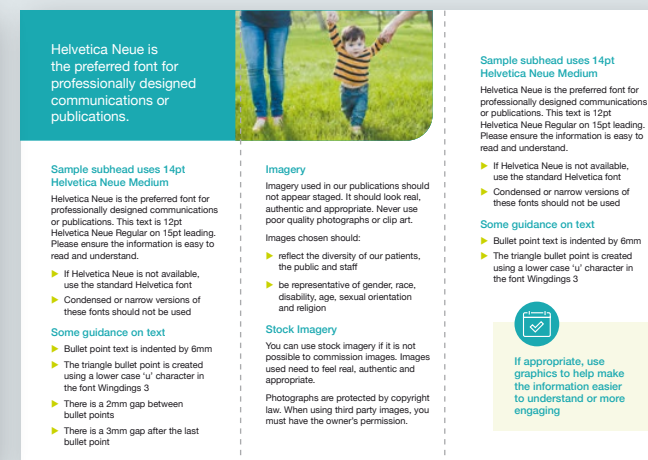 Helvetica Neue is
the preferred font for
professionally designed
communications or
publications.
Sample subhead uses 14pt
Helvetica Neue Medium
Helvetica Neue is the preferred font for
professionally designed communications
or publications. This text is 12pt
Helvetica Neue Regular on 15pt leading.
Please ensure the information is easy to
read and understand.
▶ If Helvetica Neue is not available,
use the standard Helvetica font
▶ Condensed or narrow versions of
these fonts should not be used
Some guidance on text
▶ Bullet point text is indented by 6mm
▶ The triangle bullet point is created
using a lower case ‘u’ character in
the font Wingdings 3
▶ There is a 2mm gap between
bullet points
▶ There is a 3mm gap after the last
bullet point
Imagery
Imagery used in our publications should
not appear staged. It should look real,
authentic and appropriate. Never use
poor quality photographs or clip art.
Images chosen should:
▶ reflect the diversity of our patients,
the public and staff
▶ be representative of gender, race,
disability, age, sexual orientation
and religion
Stock Imagery
You can use stock imagery if it is not
possible to commission images. Images
used need to feel real, authentic and
appropriate.
Photographs are protected by copyright
law. When using third party images, you
must have the owner’s permission.
Sample subhead uses 14pt
Helvetica Neue Medium
Helvetica Neue is the preferred font for
professionally designed communications
or publications. This text is 12pt
Helvetica Neue Regular on 15pt leading.
Please ensure the information is easy to
read and understand.
▶ If Helvetica Neue is not available,
use the standard Helvetica font
▶ Condensed or narrow versions of
these fonts should not be used
Some guidance on text
▶ Bullet point text is indented by 6mm
▶ The triangle bullet point is created
using a lower case ‘u’ character in
the font Wingdings 3
If appropriate, use
graphics to help make
the information easier
to understand or more
engaging